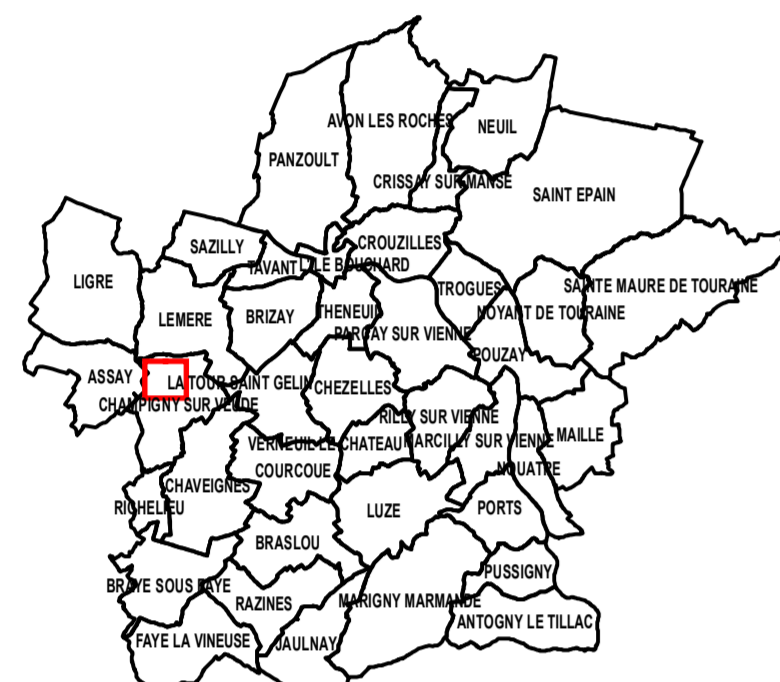 AVON LES ROCHES
NEUIL
PANZOULT
CRISSAY SUR MANSE
SAINT EPAIN
SAZILLY
CROUZILLES
TAVANT
L'ILE BOUCHARD
LIGRE
TROGUES
SAINTE MAURE DE TOURAINE
LEMERE
BRIZAY
THENEUIL
NOYANT DE TOURAINE
PARCAY SUR VIENNE
POUZAY
ASSAY
LA TOUR SAINT GELIN
CHEZELLES
CHAMPIGNY SUR VEUDE
RILLY SUR VIENNE
VERNEUIL LE CHATEAU
MARCILLY SUR VIENNE
MAILLE
COURCOUE
NOUATRE
CHAVEIGNES
RICHELIEU
LUZE
PORTS
BRASLOU
PUSSIGNY
BRAYE SOUS FAYE
RAZINES
MARIGNY MARMANDE
ANTOGNY LE TILLAC
FAYE LA VINEUSE
JAULNAY